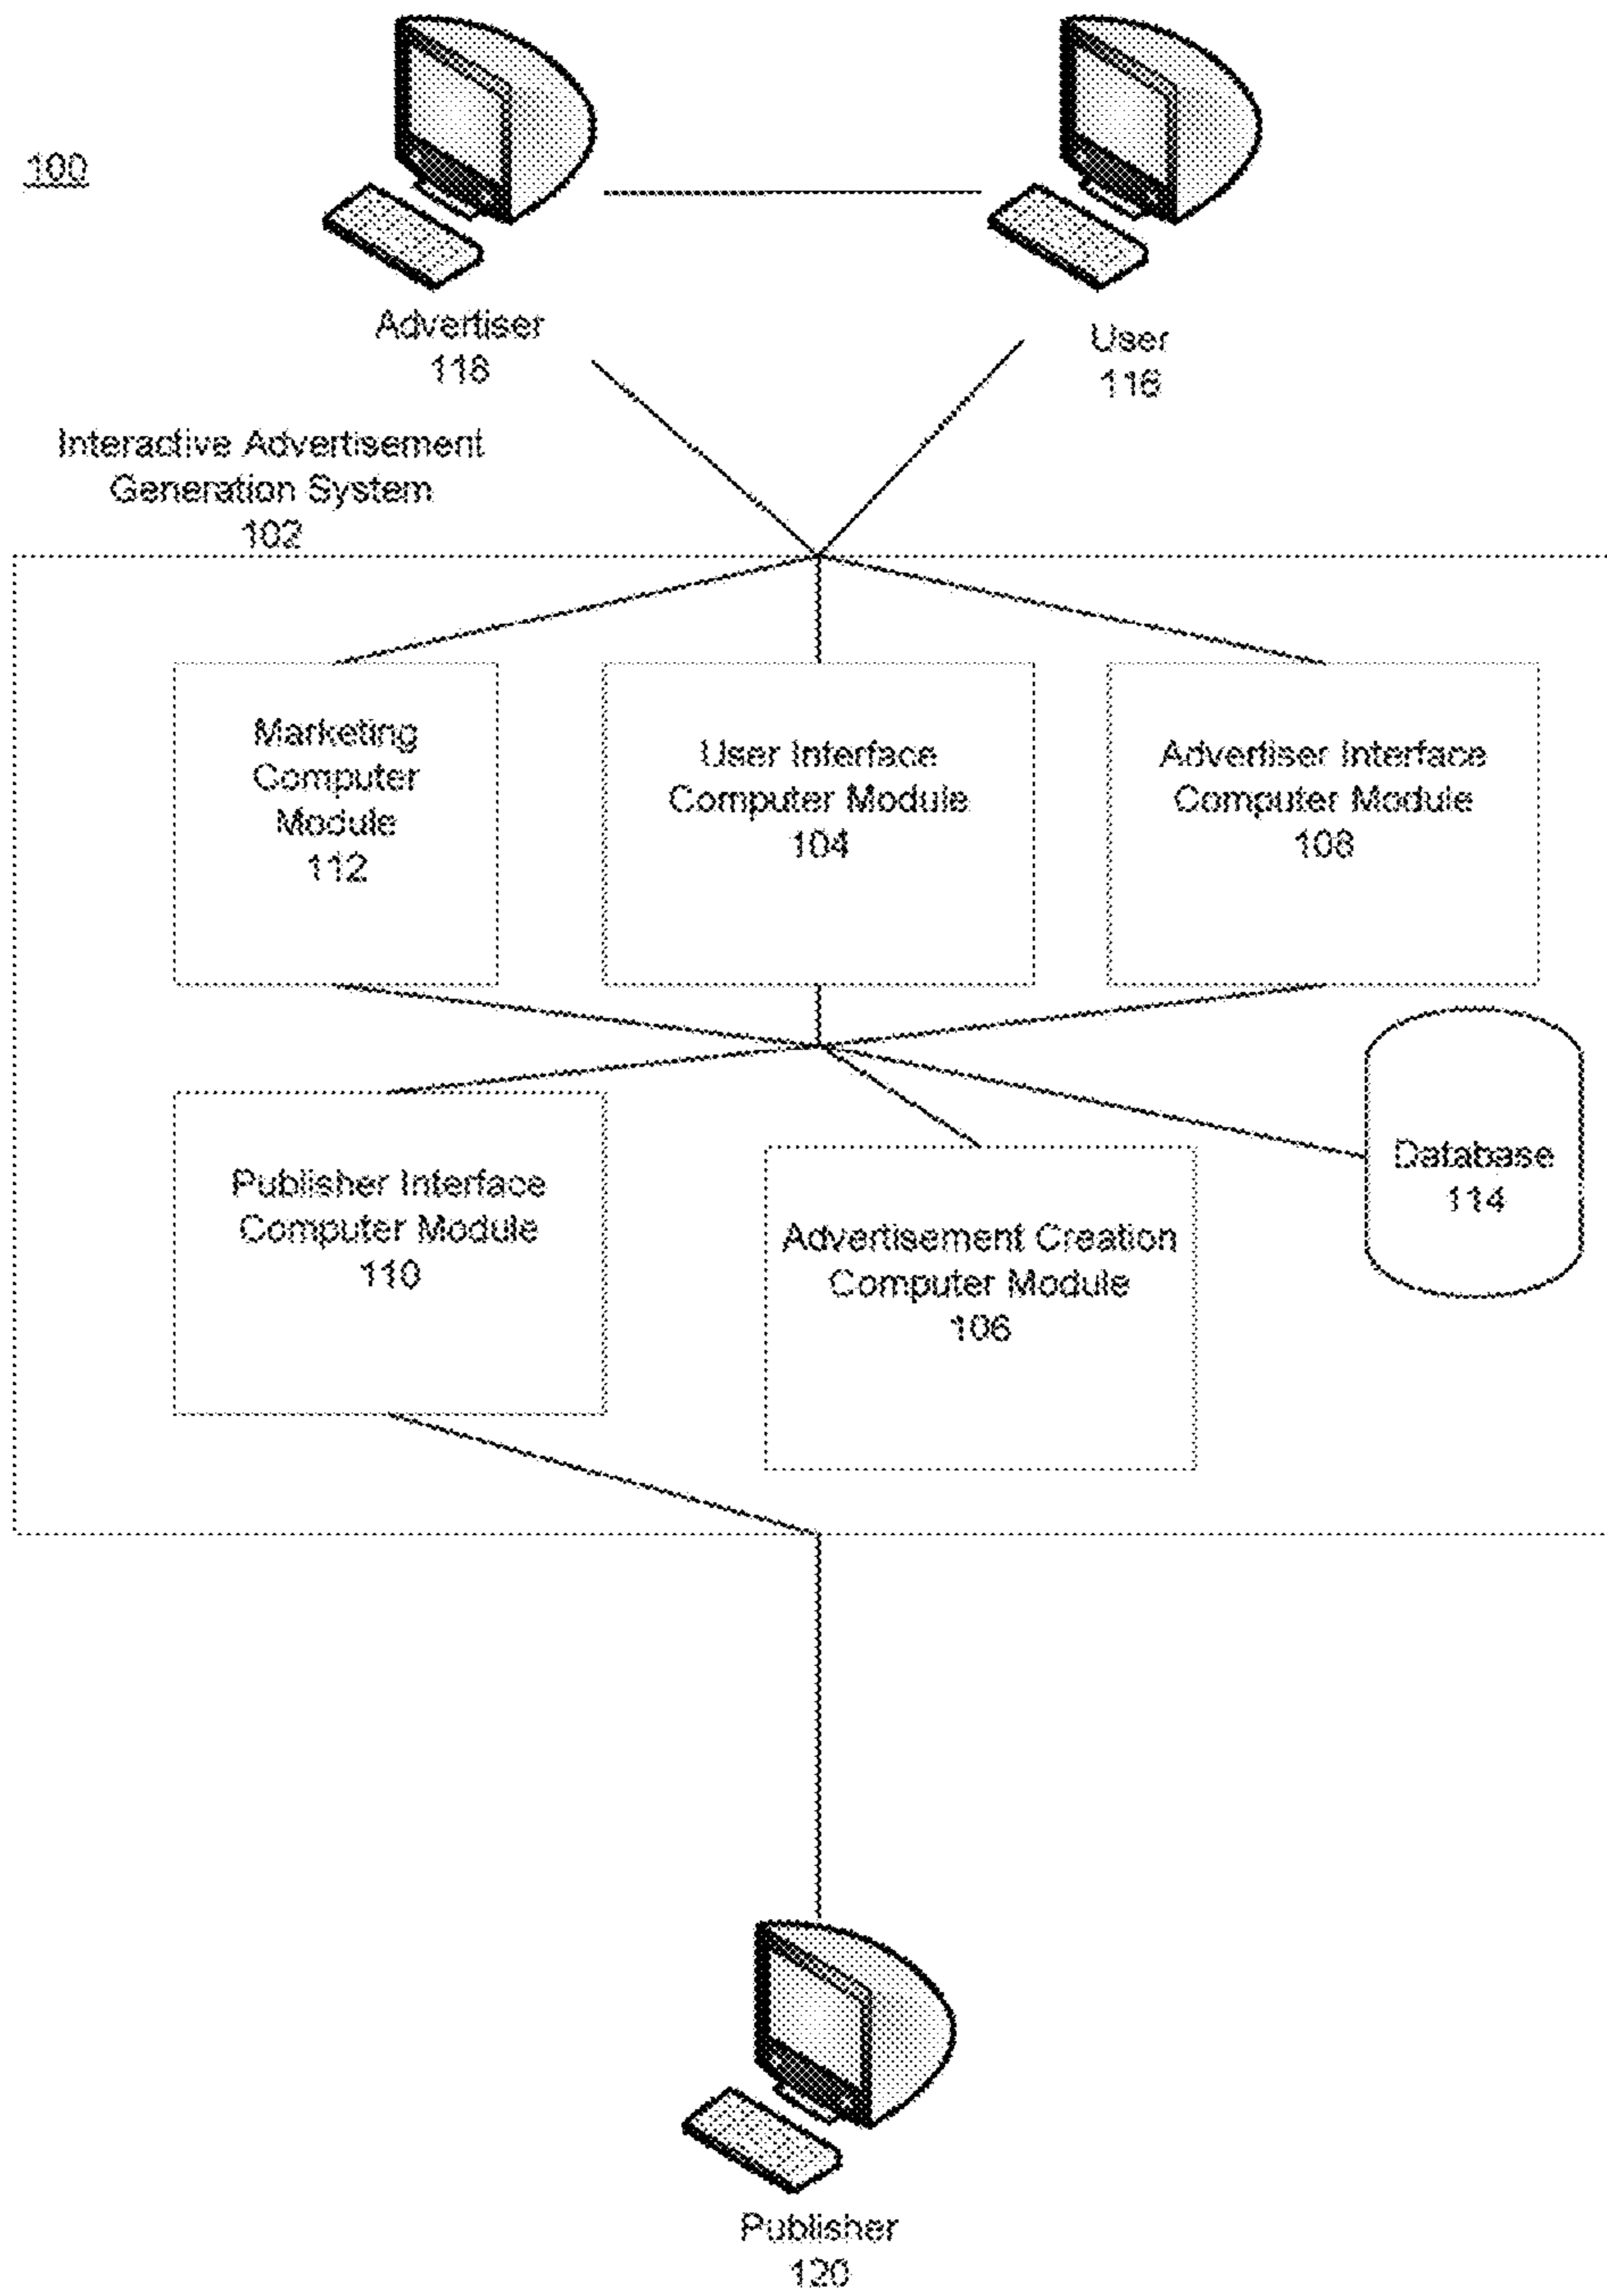 100
Advertiser
118
User
116
Interactive Advertisement
Generation System
102
Marketing
Computer
Module
112
User Interface
Computer Module
104
Advertiser Interface
Computer Module
108
Publisher Interface
Computer Module
110
Advertisement Creation
Computer Module
106
Database
114
Publisher
120